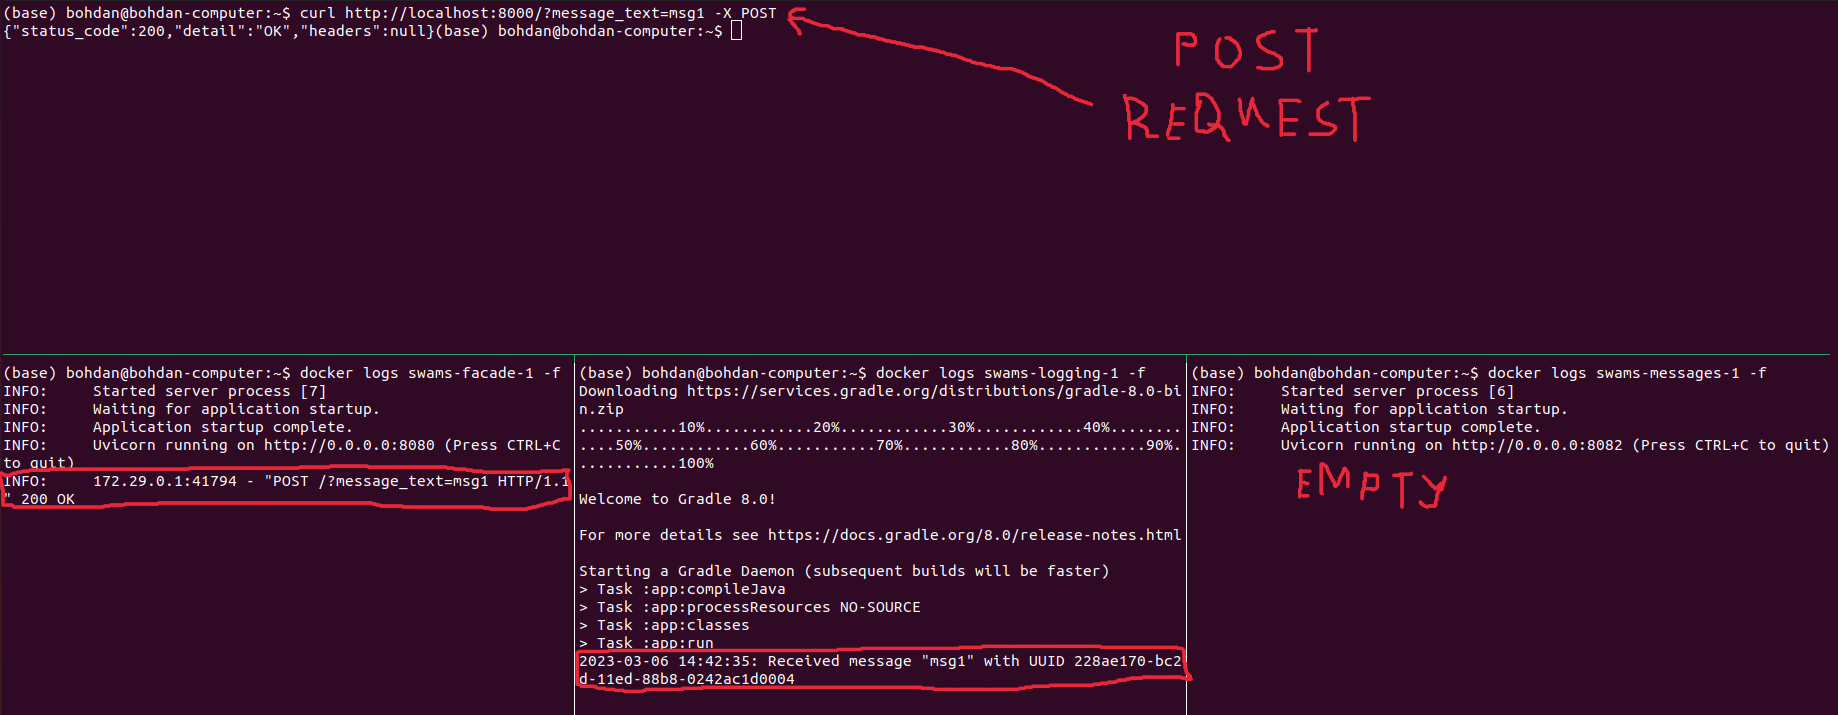 (base) bohdan@bohdan-computer:~$ curl http://localhost:8000/?message_text=msg1 -X POST
{"status_code":200,"detail":"OK","headers":null}(base) bohdan@bohdan-computer:~$
POST
REQUEST
(base) bohdan@bohdan-computer:~$ docker logs swams-facade-1 -f
INFO:     Started server process [7]
INFO:     Waiting for application startup.
INFO:     Application startup complete.
INFO:     Uvicorn running on http://0.0.0.0:8080 (Press CTRL+C
to quit)
INFO:     172.29.0.1:41794 - "POST /?message_text=msg1 HTTP/1.1
" 200 OK
(base) bohdan@bohdan-computer:~$ docker logs swams-logging-1 -f
Downloading https://services.gradle.org/distributions/gradle-8.0-bi
n.zip
...........10%............20%............30%............40%........
....50%............60%...........70%............80%............90%.
...........100%
Welcome to Gradle 8.0!
For more details see https://docs.gradle.org/8.0/release-notes.html
Starting a Gradle Daemon (subsequent builds will be faster)
> Task :app:compileJava
> Task :app:processResources NO-SOURCE
> Task :app:classes
> Task :app:run
2023-03-06 14:42:35: Received message "msg1" with UUID 228ae170-bc2
d-11ed-88b8-0242ac1d0004
(base) bohdan@bohdan-computer:~$ docker logs swams-messages-1 -f
INFO:     Started server process [6]
INFO:     Waiting for application startup.
INFO:     Application startup complete.
INFO:     Uvicorn running on http://0.0.0.0:8082 (Press CTRL+C to quit)
EMPTY